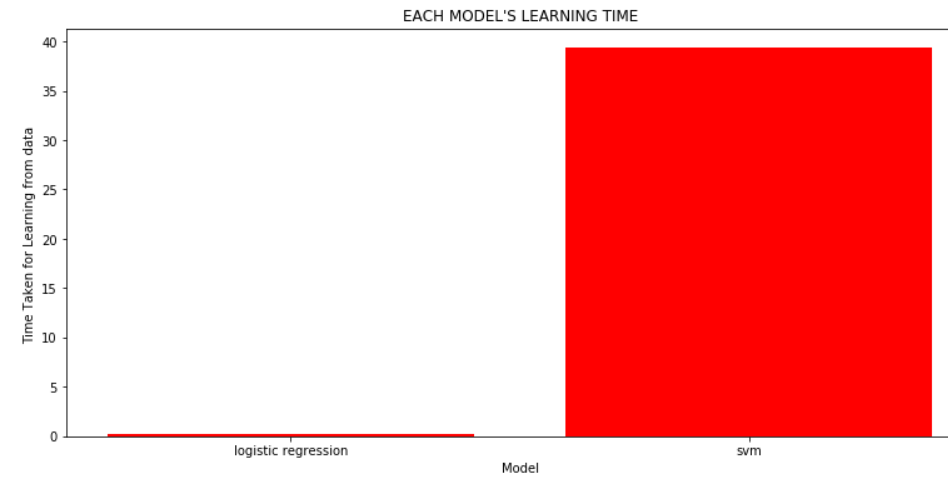 EACH MODEL'S LEARNING TIME
40
35
30
25
20
15
10
5
0
Time Taken for Learning from data
logistic regression
svm
Model